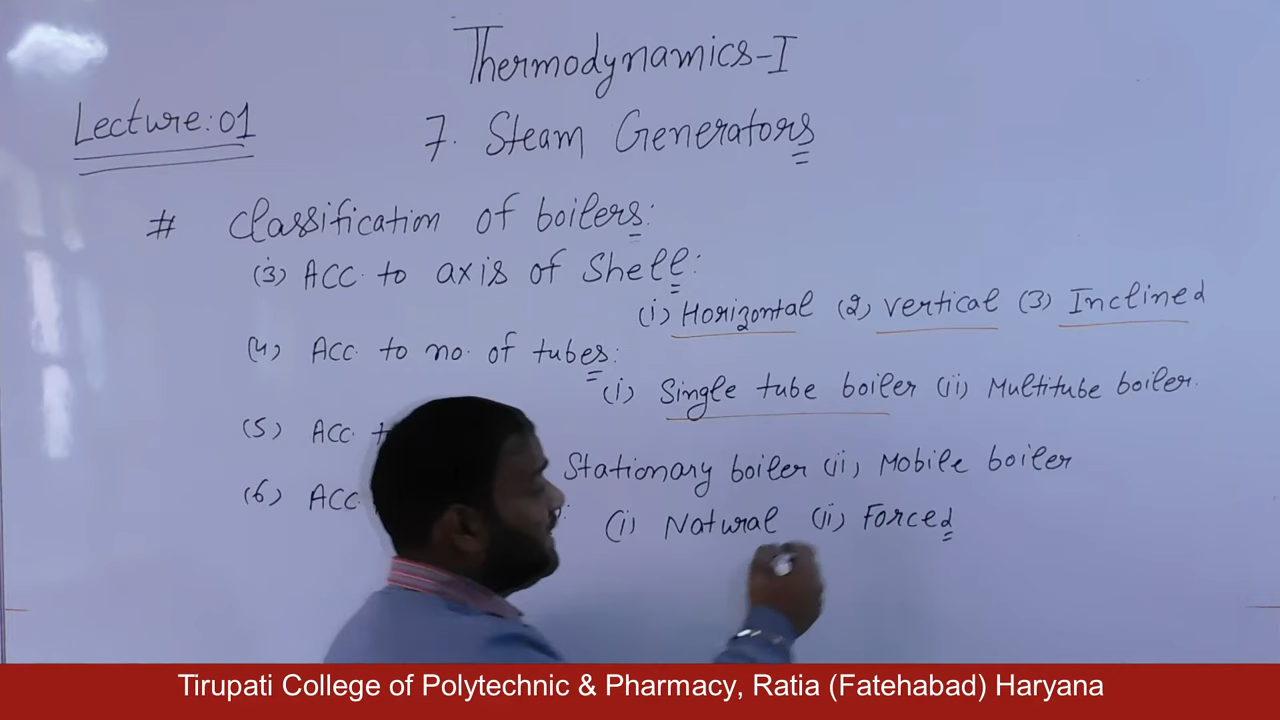 Thermodynamics-I
Lecture:01
7. Steam Generators
# Classification of boilers:
(3) Acc. to axis of Shell:
(i) Horizontal (2) vertical (3) Inclined
(4) Acc. to no. of tubes:
(i) Single tube boiler (ii) Multitube boiler.
(5) Acc.
Stationary boiler (ii) Mobile boiler
(6) Acc.
(i) Natural (ii) Forced
Tirupati College of Polytechnic & Pharmacy, Ratia (Fatehabad) Haryana